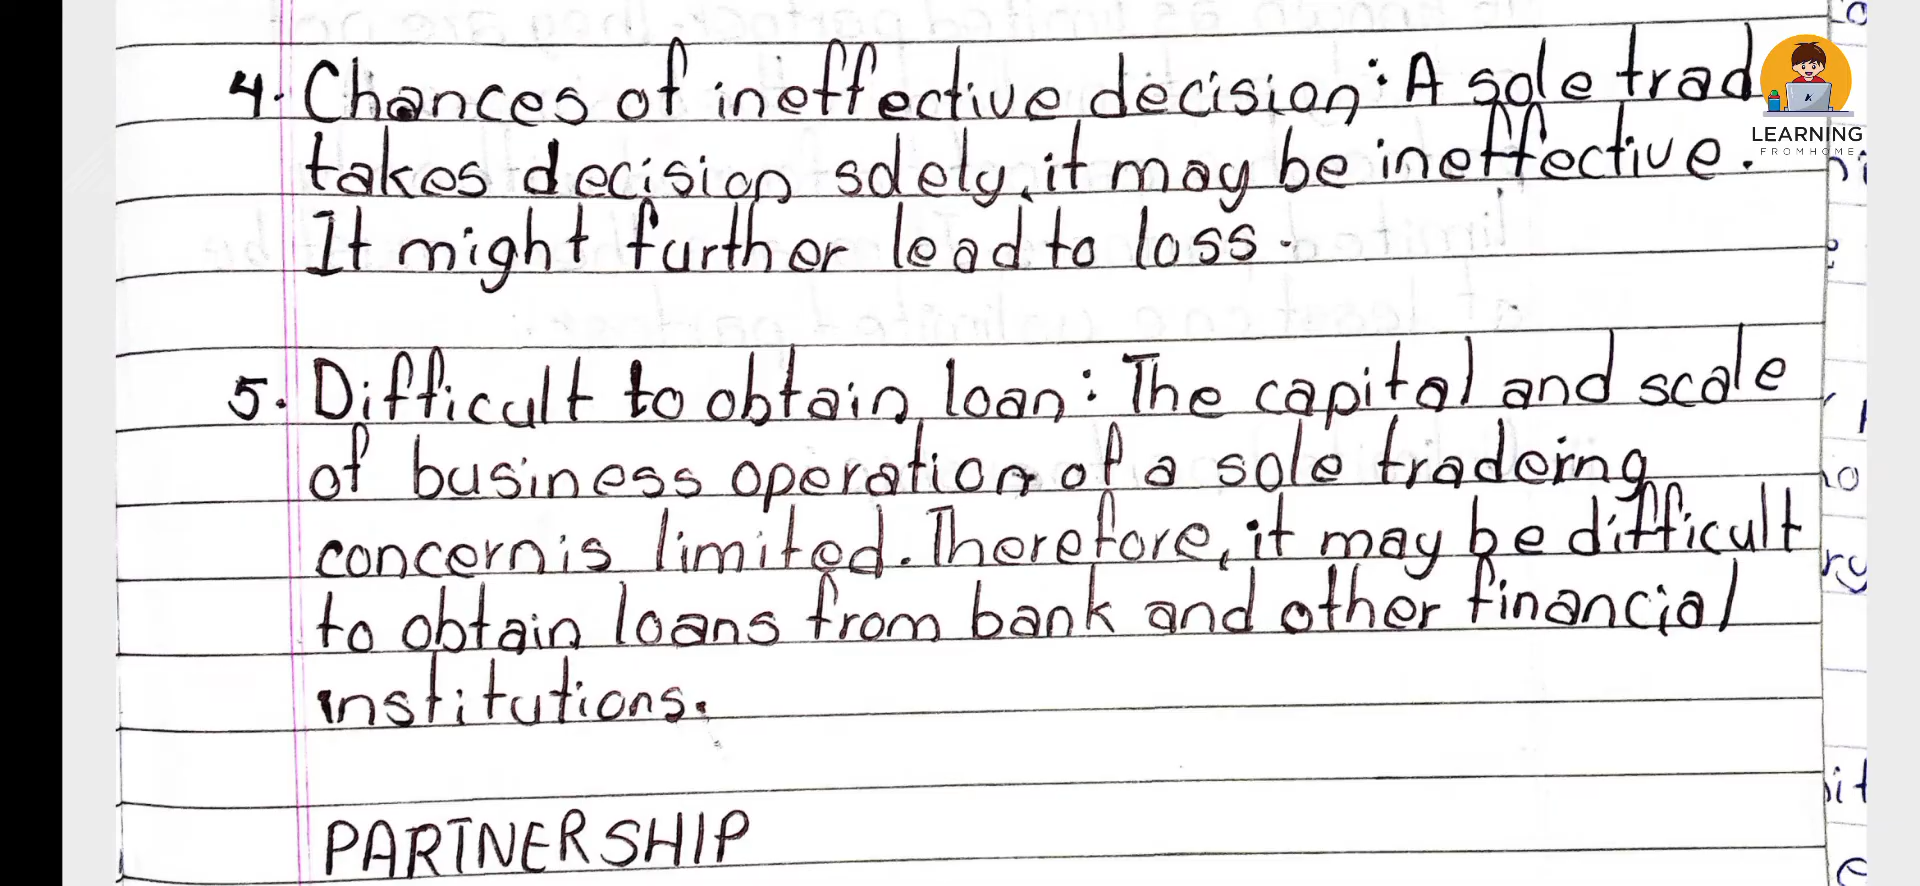 4. Chances of ineffective decision: A sole trad
takes decision solely, it may be ineffective.
It might further lead to loss.
5. Difficult to obtain loan: The capital and scale
of business operation of a sole tradeing
concern is limited. Therefore, it may be difficult
to obtain loans from bank and other financial
institutions.
PARTNERSHIP
LEARNING
FROM HOME